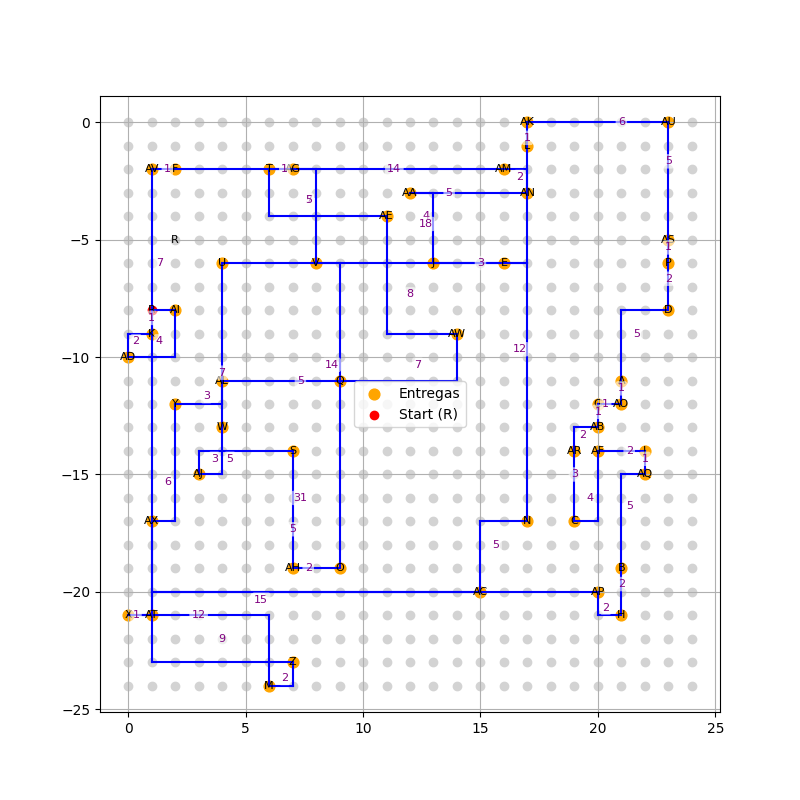 0
AK
6
AU
1
L
AV
1
F
T
1
G
14
AM
2
5
AA
5
AN
5
4
18
AE
R
−5
AS
1
7
U
V
J
3
E
P
2
8
D
AI
1
K
2
4
5
AW
12
AD
−10
14
7
7
5
Q
A
1
3
Y
Entregas
Start (R)
1
AO
1
W
AB
2
3
5
S
AR
AF
2
I
1
AQ
6
3
31
4
5
AX
5
N
C
5
AH
2
O
B
2
−20
15
AG
AP
2
H
X
1
AT
12
9
Z
2
M
−15
−25
0
5
10
15
20
25